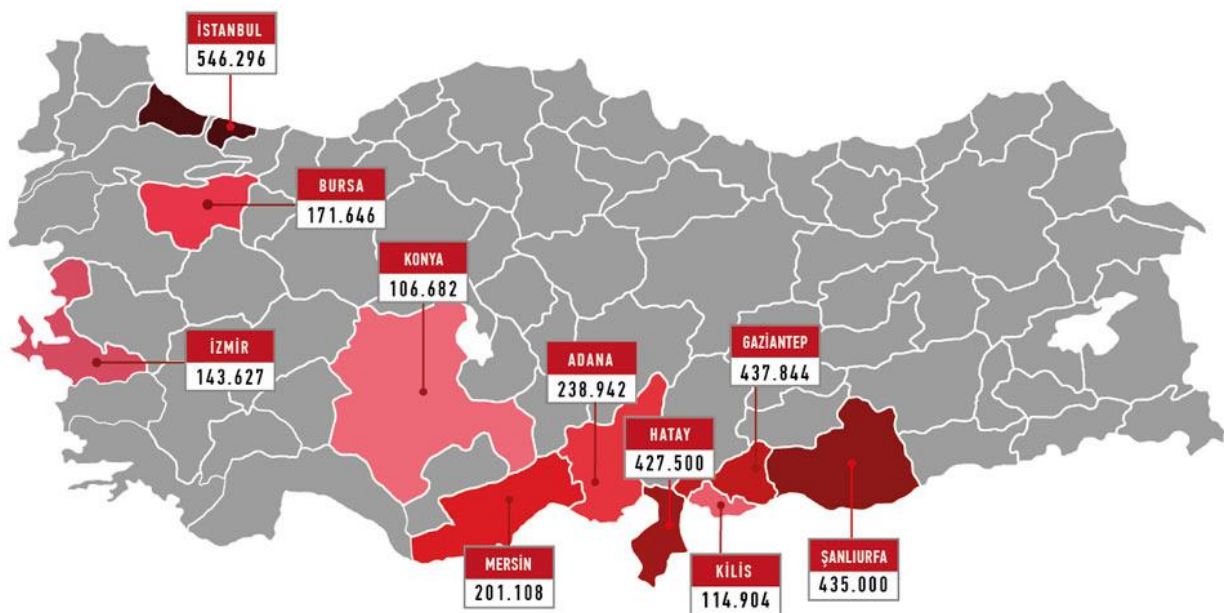 İSTANBUL
546.296
BURSA
171.646
KONYA
106.682
İZMİR
143.627
ADANA
238.942
GAZİANTEP
437.844
HATAY
427.500
MERSİN
201.108
KİLİS
114.904
ŞANLIURFA
435.000